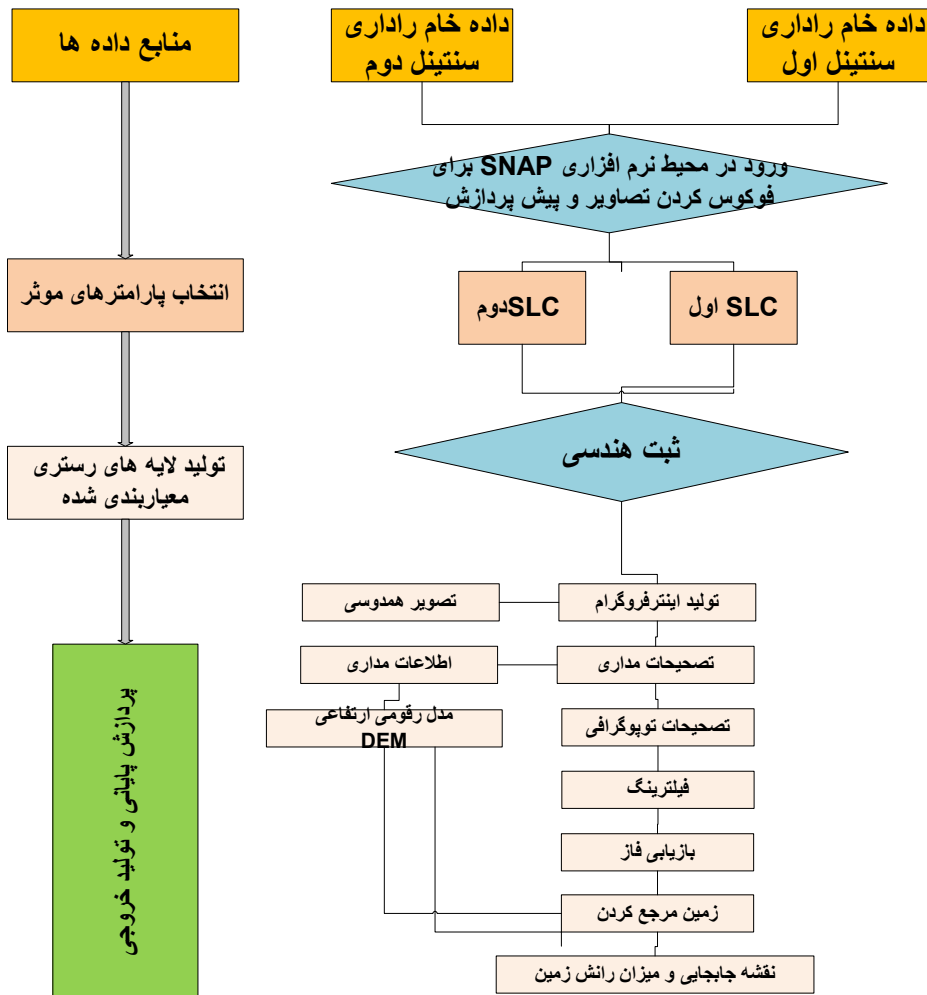 منابع داده ها
داده خام راداری
سنتینل دوم
داده خام راداری
سنتینل اول
ورود در محیط نرم افزاری SNAP برای
فوکوس کردن تصاویر و پیش پردازش
انتخاب پارامترهای موثر
SLCدوم
SLC اول
ثبت هندسی
تولید لایه های رستری
معیاربندی شده
تصویر همدوسی
تولید اینترفروگرام
اطلاعات مداری
تصحیحات مداری
مدل رقومی ارتفاعی
DEM
تصحیحات توپوگرافی
فیلترینگ
بازیابی فاز
زمین مرجع کردن
نقشه جابجایی و میزان رانش زمین
پردازش پایانی و تولید خروجی